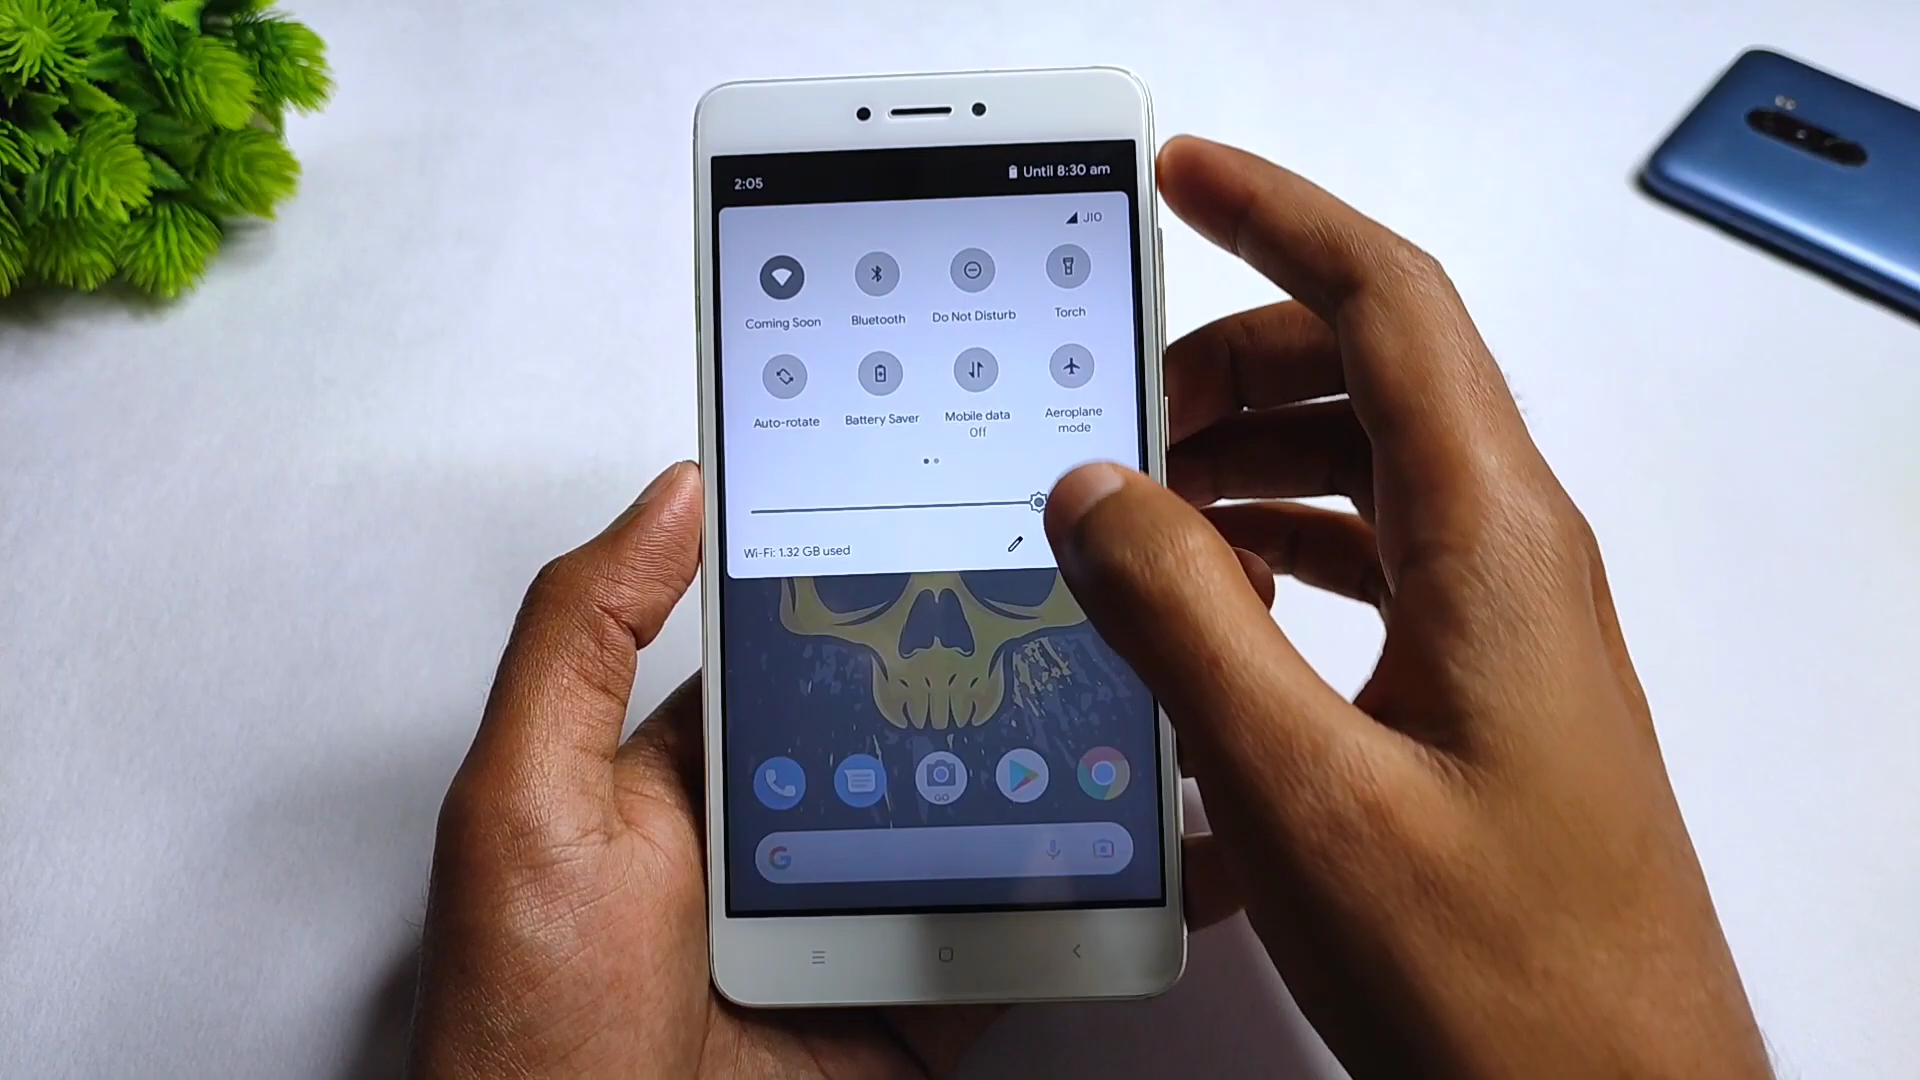 2:05
Until 8:30 am
JIO
Coming Soon
Bluetooth
Do Not Disturb
Torch
Auto-rotate
Battery Saver
Mobile data
Off
Aeroplane
mode
Wi-Fi: 1.32 GB used
GO
G